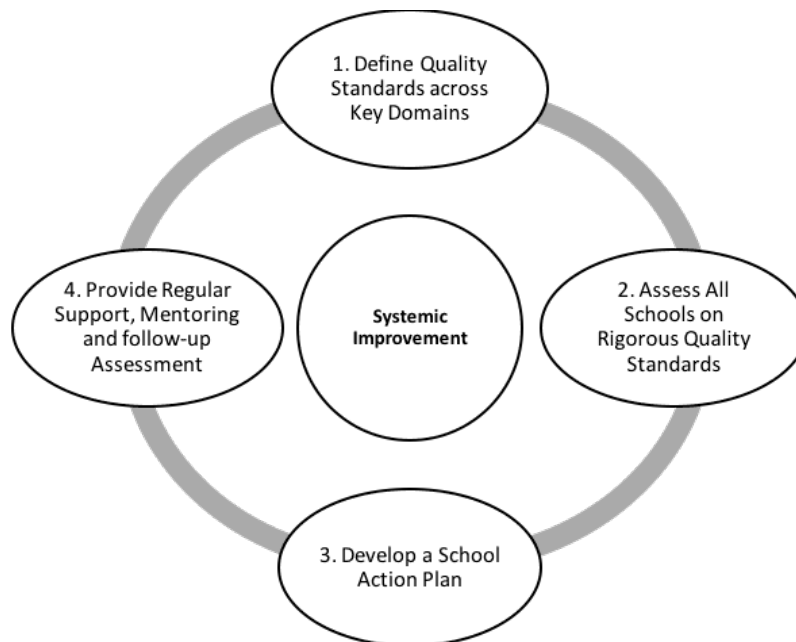 1. Define Quality
Standards across
Key Domains
4. Provide Regular
Support, Mentoring
and follow-up
Assessment
Systemic
Improvement
2. Assess All
Schools on
Rigorous Quality
Standards
3. Develop a School
Action Plan